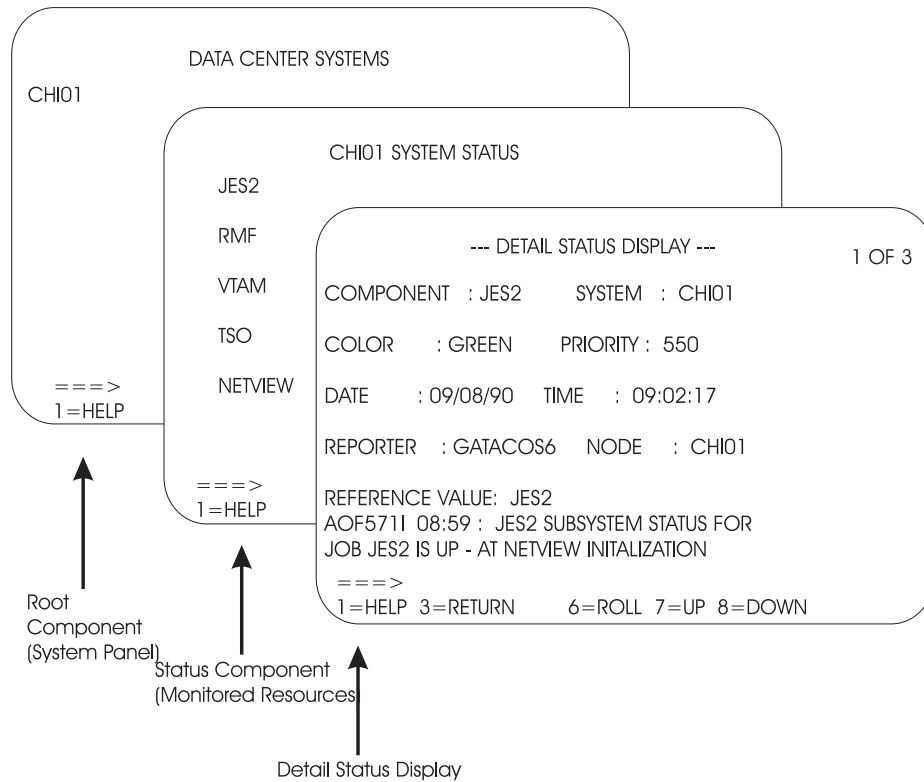 DATA CENTER SYSTEMS
CHI01
===>
1=HELP
CHI01 SYSTEM STATUS
JES2
RMF
VTAM
TSO
NETVIEW
===>
1=HELP
--- DETAIL STATUS DISPLAY ---
1 OF 3
COMPONENT : JES2 SYSTEM : CHI01
COLOR : GREEN PRIORITY : 550
DATE : 09/08/90 TIME : 09:02:17
REPORTER : GATACOS6 NODE : CHI01
REFERENCE VALUE: JES2
AOF571I 08:59 : JES2 SUBSYSTEM STATUS FOR
JOB JES2 IS UP - AT NETVIEW INITALIZATION
===>
1=HELP 3=RETURN 6=ROLL 7=UP 8=DOWN
Root
Component
(System Panel)
Status Component
(Monitored Resources)
Detail Status Display